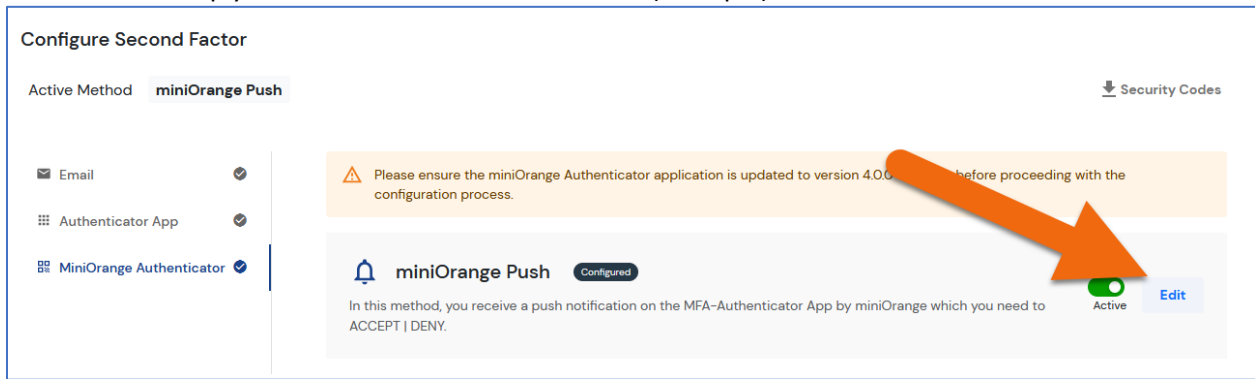 Configure Second Factor
Active Method miniOrange Push
Security Codes
Email
Authenticator App
MiniOrange Authenticator
Please ensure the miniOrange Authenticator application is updated to version 4.0.0 before proceeding with the
configuration process.
miniOrange Push Configured
In this method, you receive a push notification on the MFA-Authenticator App by miniOrange which you need to
ACCEPT | DENY.
Active
Edit